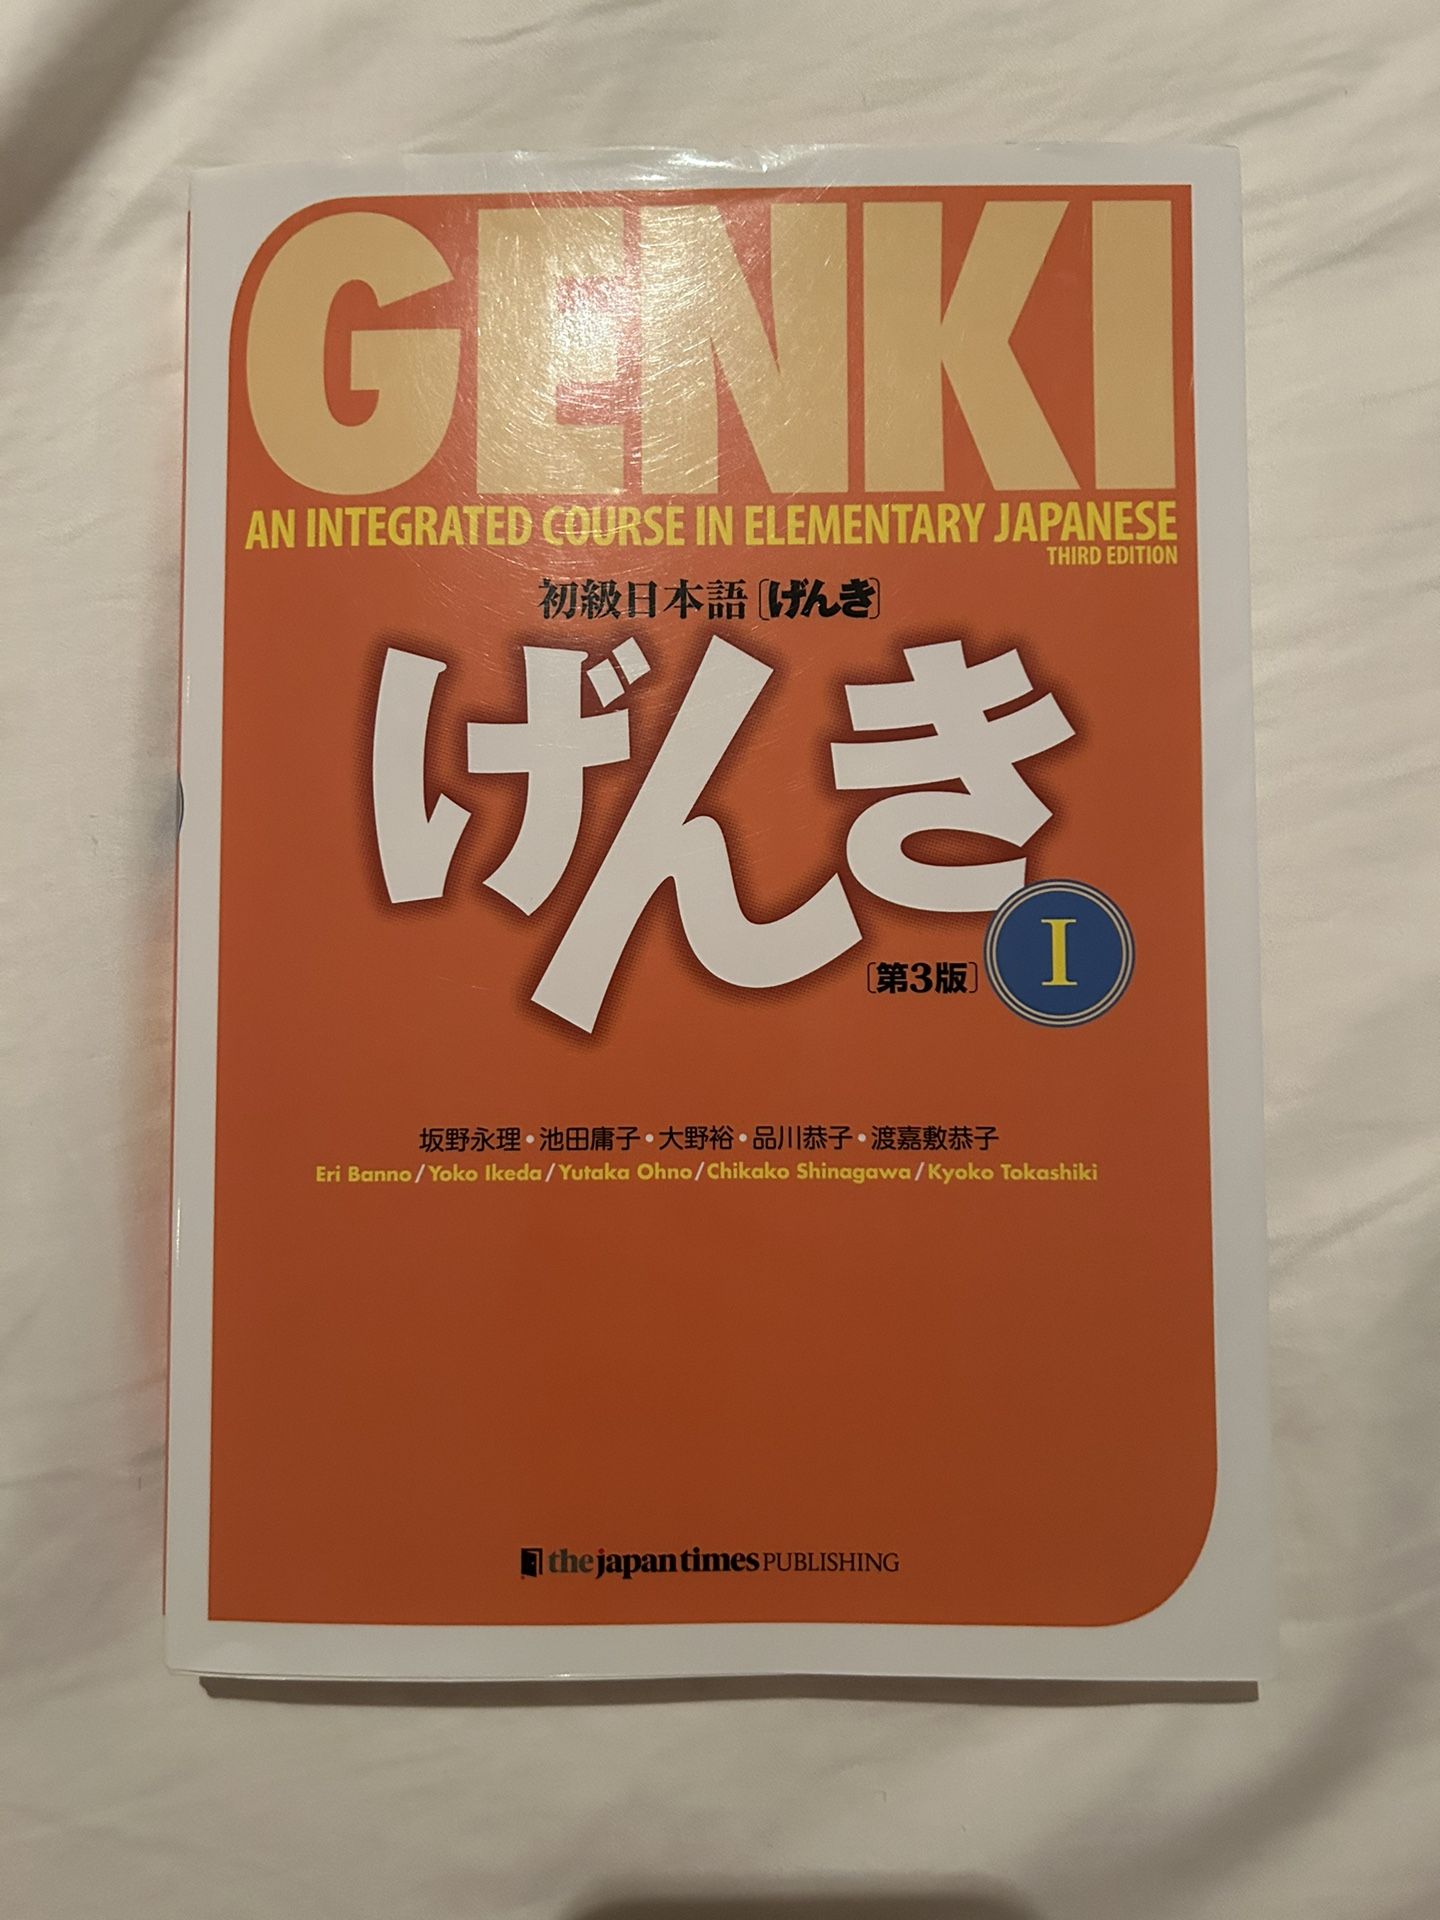 GENKI
AN INTEGRATED COURSE IN ELEMENTARY JAPANESE
THIRD EDITION
初級日本語[げんき]
げんき
[第3版]
I
坂野永理・池田庸子・大野裕・品川恭子・渡嘉敷恭子
Eri Banno/Yoko Ikeda/Yutaka Ohno/Chikako Shinagawa/Kyoko Tokashiki
the japan times PUBLISHING